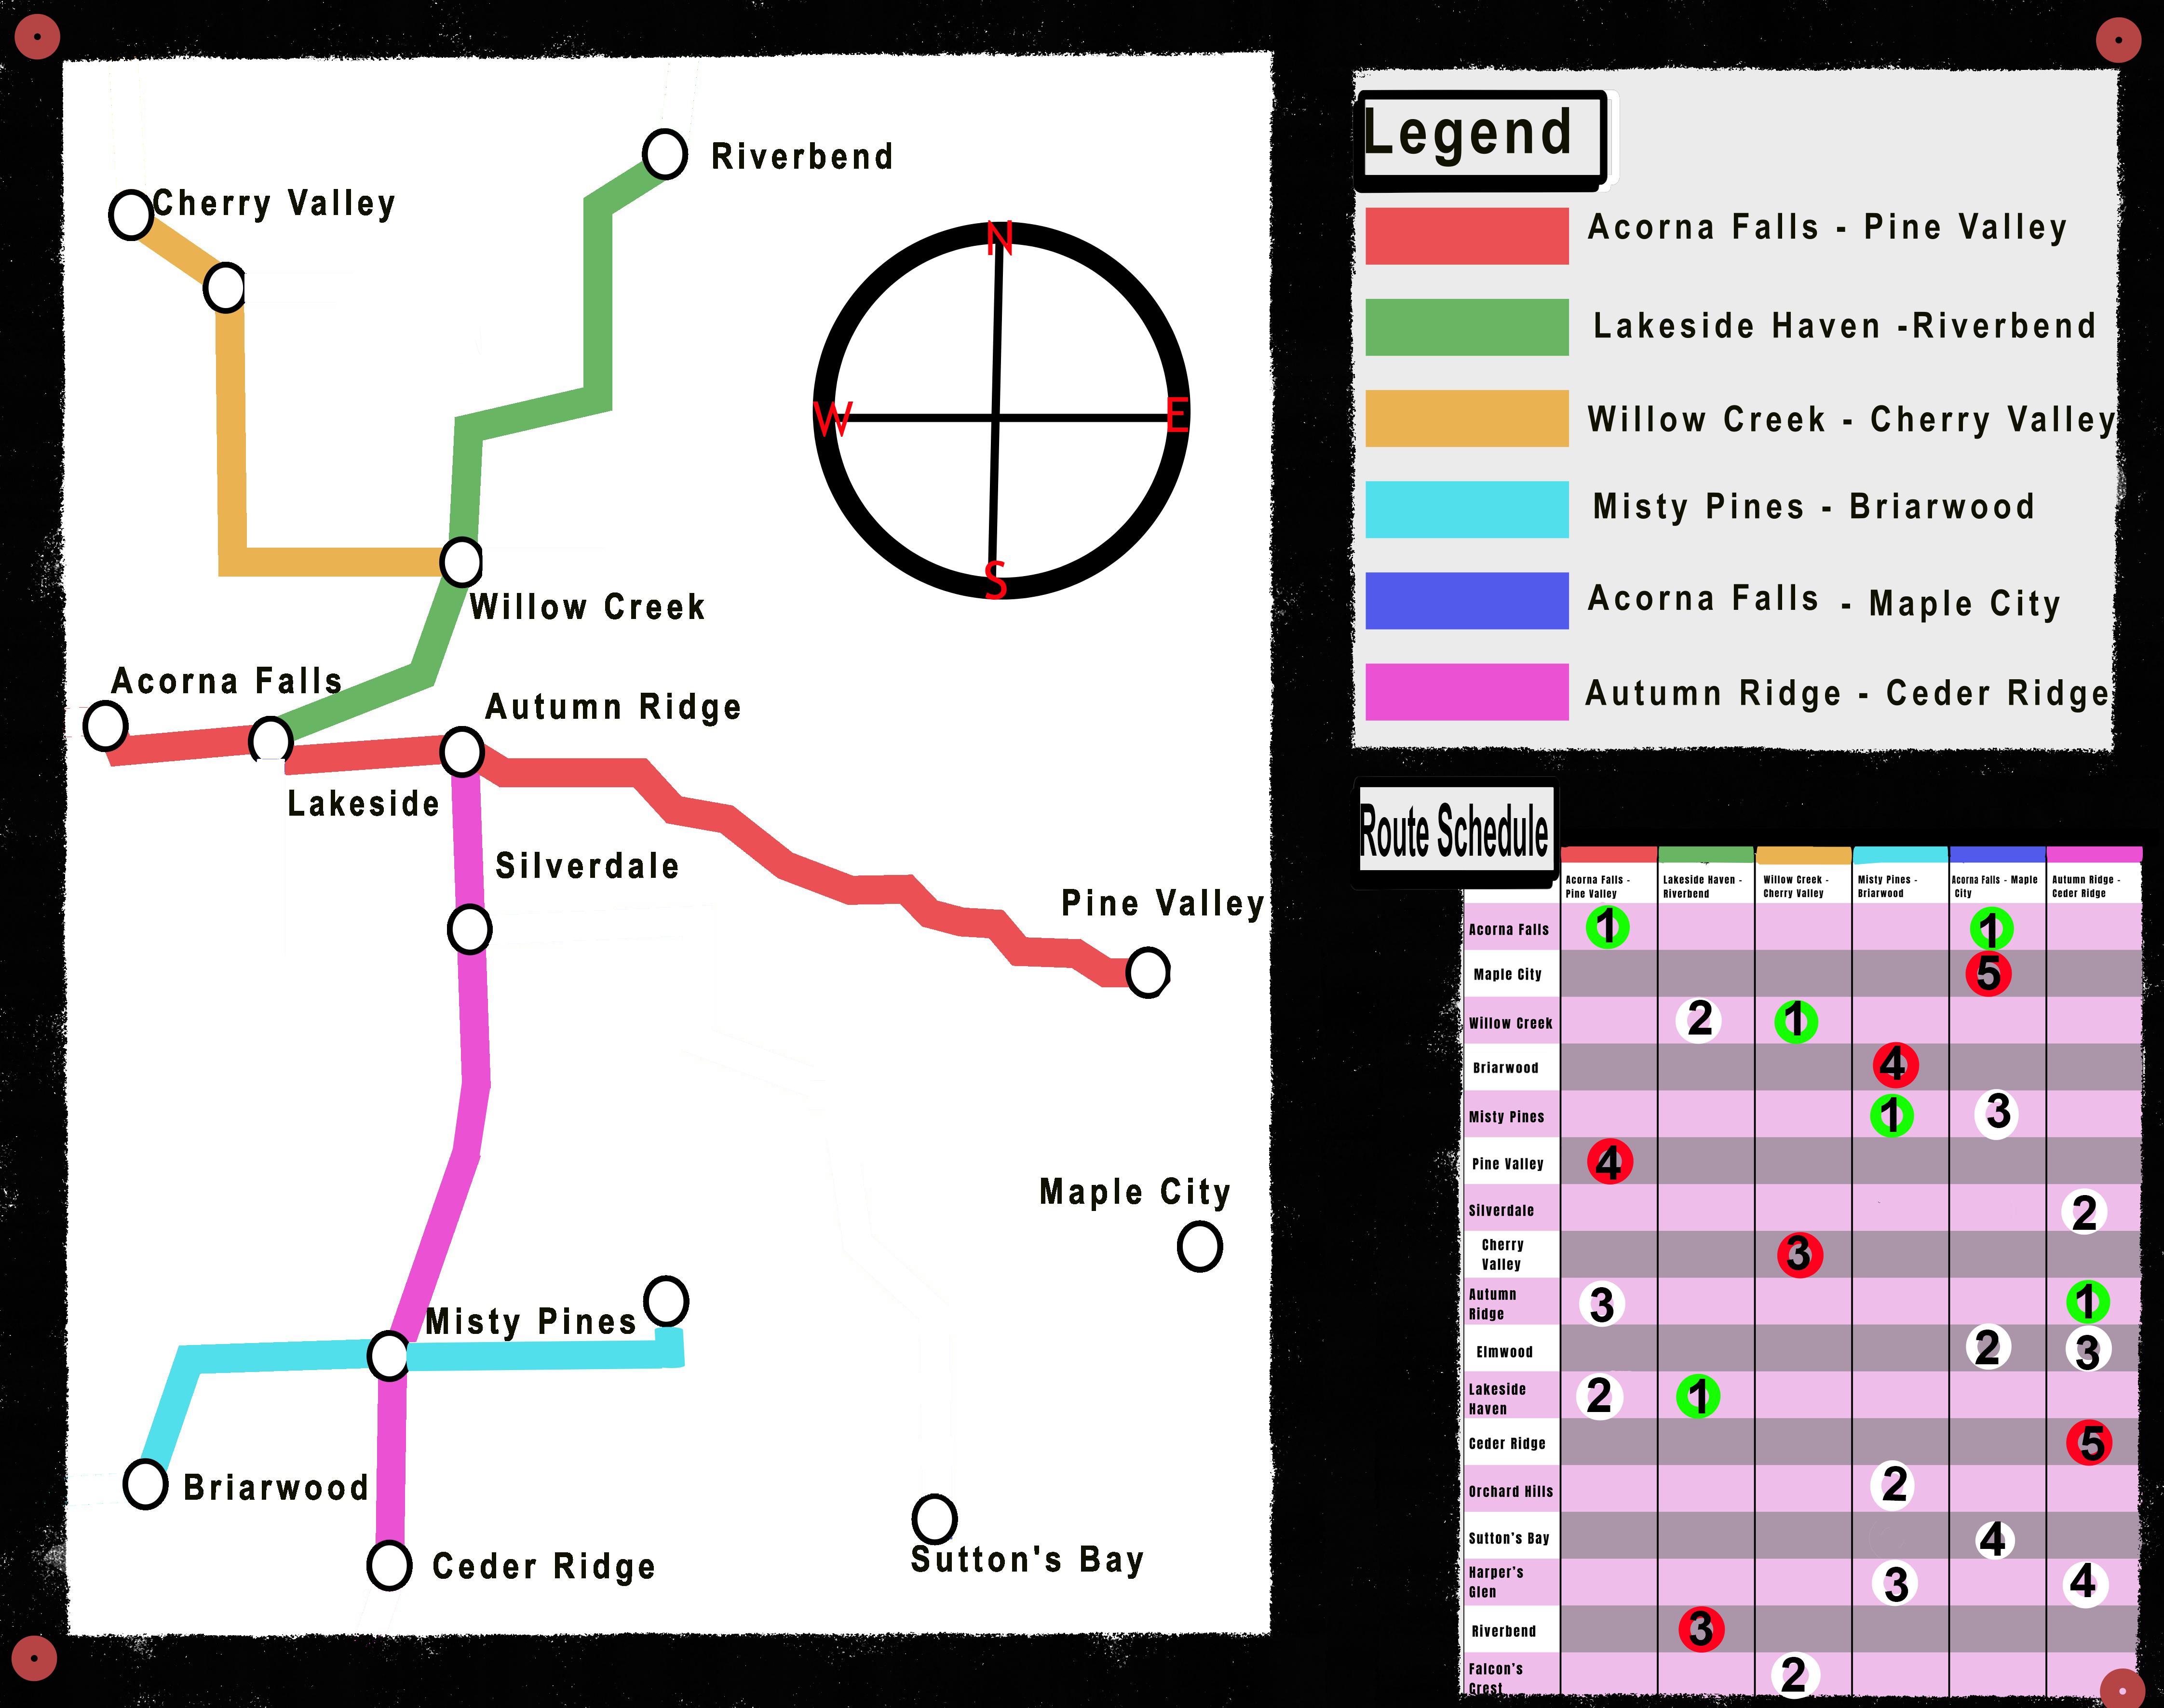 Riverbend
Cherry Valley
N
W
E
S
Willow Creek
Acorna Falls
Autumn Ridge
Lakeside
Silverdale
Pine Valley
Maple City
Misty Pines
Briarwood
Ceder Ridge
Sutton's Bay
Legend
Acorna Falls - Pine Valley
Lakeside Haven -Riverbend
Willow Creek - Cherry Valley
Misty Pines - Briarwood
Acorna Falls - Maple City
Autumn Ridge - Ceder Ridge
Route Schedule
Acorna Falls -
Pine Valley
Lakeside Haven -
Riverbend
Willow Creek -
Cherry Valley
Misty Pines -
Briarwood
Acorna Falls - Maple
City
Autumn Ridge -
Ceder Ridge
Acorna Falls 1 1
Maple City 5
Willow Creek 2 1
Briarwood 4
Misty Pines 1 3
Pine Valley 4
Silverdale 2
Cherry
Valley 3
Autumn
Ridge 3 1
Elmwood 2 3
Lakeside
Haven 2 1
Ceder Ridge 5
Orchard Hills 2
Sutton's Bay 4
Harper's
Glen 3 4
Riverbend 3
Falcon's
Crest 2